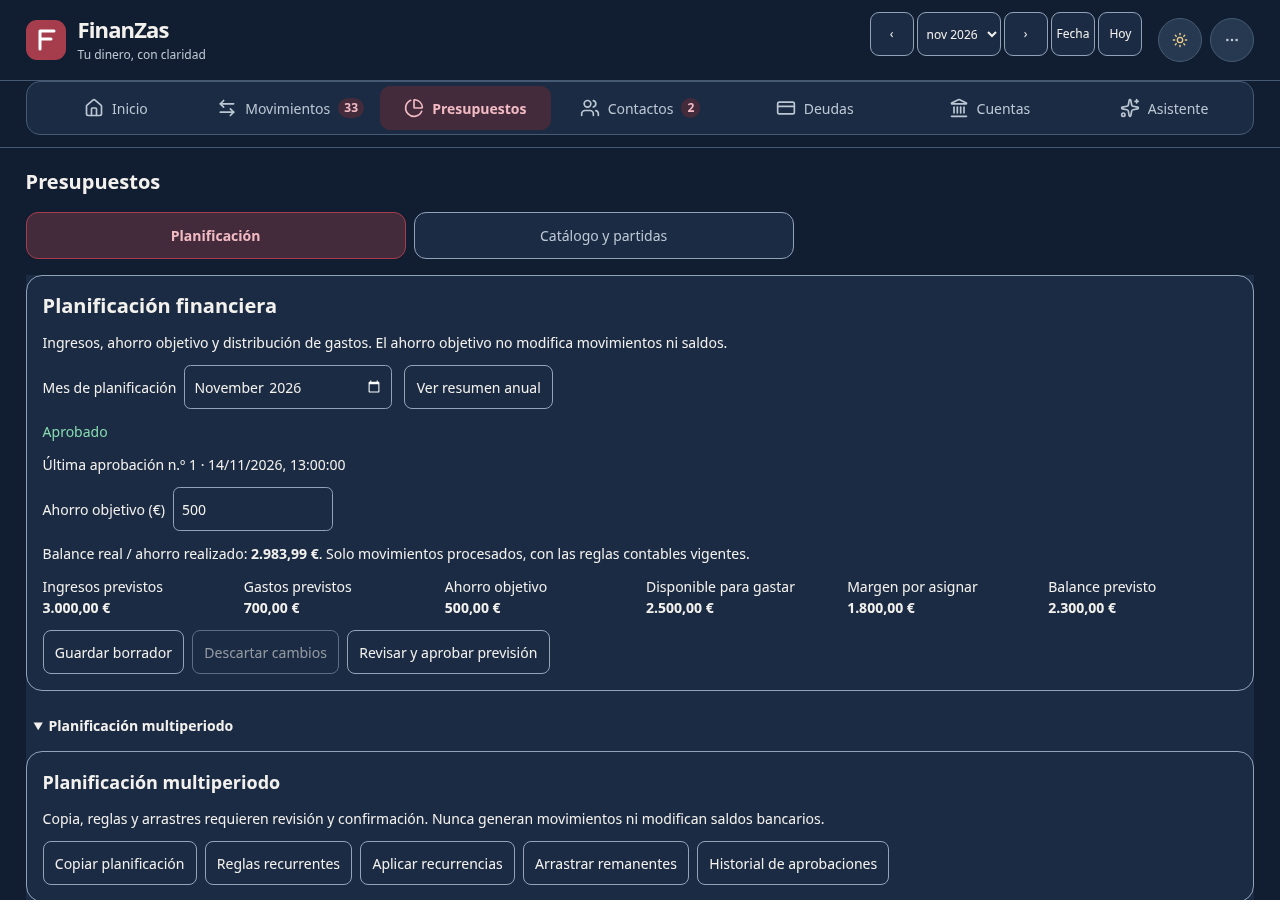 FinanZas
Tu dinero, con claridad
‹
nov 2026
›
Fecha
Hoy
Inicio
Movimientos 33
Presupuestos
Contactos 2
Deudas
Cuentas
Asistente
Presupuestos
Planificación
Catálogo y partidas
Planificación financiera
Ingresos, ahorro objetivo y distribución de gastos. El ahorro objetivo no modifica movimientos ni saldos.
Mes de planificación November 2026 Ver resumen anual
Aprobado
Última aprobación n.º 1 · 14/11/2026, 13:00:00
Ahorro objetivo (€) 500
Balance real / ahorro realizado: 2.983,99 €. Solo movimientos procesados, con las reglas contables vigentes.
Ingresos previstos
3.000,00 €
Gastos previstos
700,00 €
Ahorro objetivo
500,00 €
Disponible para gastar
2.500,00 €
Margen por asignar
1.800,00 €
Balance previsto
2.300,00 €
Guardar borrador
Descartar cambios
Revisar y aprobar previsión
▼ Planificación multiperiodo
Planificación multiperiodo
Copia, reglas y arrastres requieren revisión y confirmación. Nunca generan movimientos ni modifican saldos bancarios.
Copiar planificación
Reglas recurrentes
Aplicar recurrencias
Arrastrar remanentes
Historial de aprobaciones